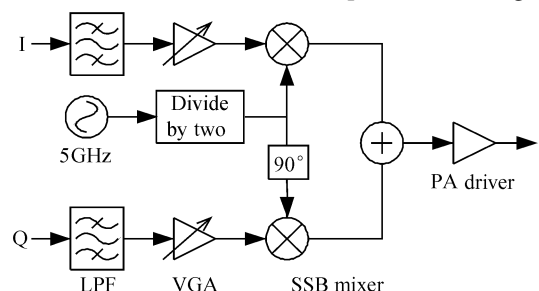 I
Divide
by two
5GHz
90°
PA driver
Q
LPF
VGA
SSB mixer